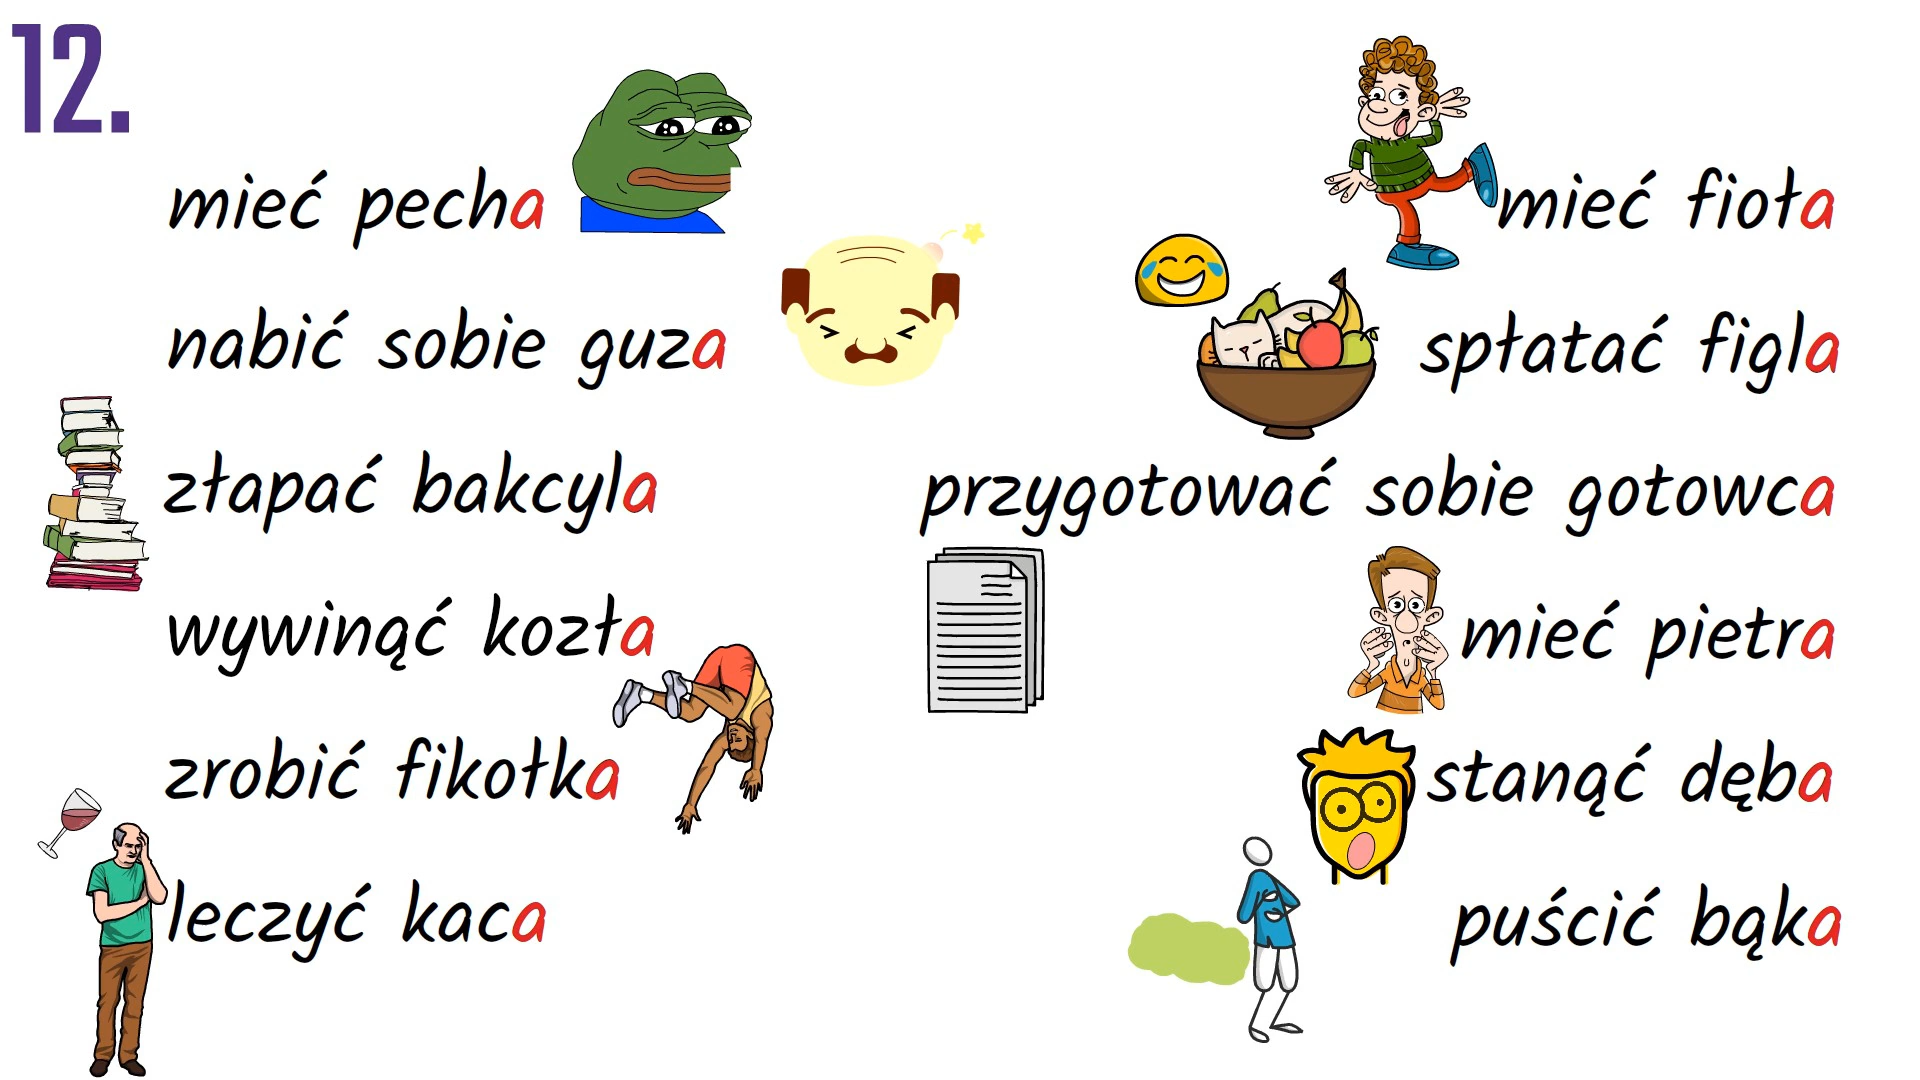 12.
mieć pecha
nabić sobie guza
złapać bakcyla
wywinąć kozła
zrobić fikołka
leczyć kaca
mieć fioła
spłatać figla
przygotować sobie gotowca
mieć pietra
stanąć dęba
puścić bąka